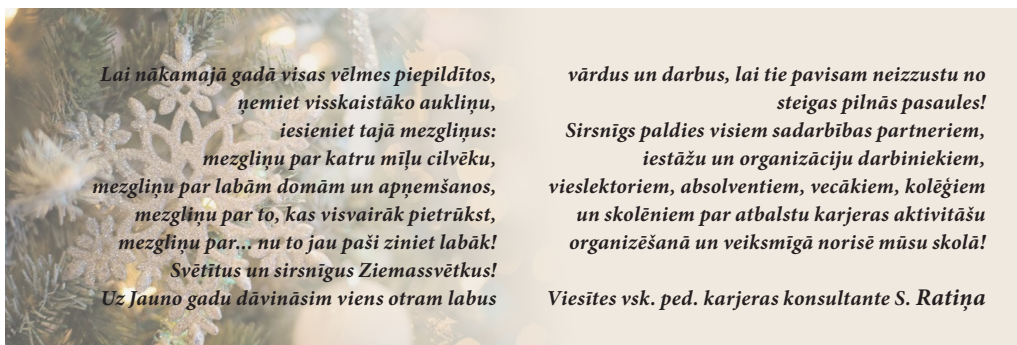 Lai nākamajā gadā visas vēlmes piepildītos,
ņemiet visskaistāko aukliņu,
iesieniet tajā mezgliņus:
mezgliņu par katru mīļu cilvēku,
mezgliņu par labām domām un apņemšanos,
mezgliņu par to, kas visvairāk pietrūkst,
mezgliņu par... nu to jau paši ziniet labāk!
Svētītus un sirsnīgus Ziemassvētkus!
Uz Jauno gadu dāvināsim viens otram labus
vārdus un darbus, lai tie pavisam neizzustu no
steigas pilnās pasaules!
Sirsnīgs paldies visiem sadarbības partneriem,
iestāžu un organizāciju darbiniekiem,
vieslektoriem, absolventiem, vecākiem, kolēģiem
un skolēniem par atbalstu karjeras aktivitāšu
organizēšanā un veiksmīgā norisē mūsu skolā!
Viesītes vsk. ped. karjeras konsultante S. Ratiņa